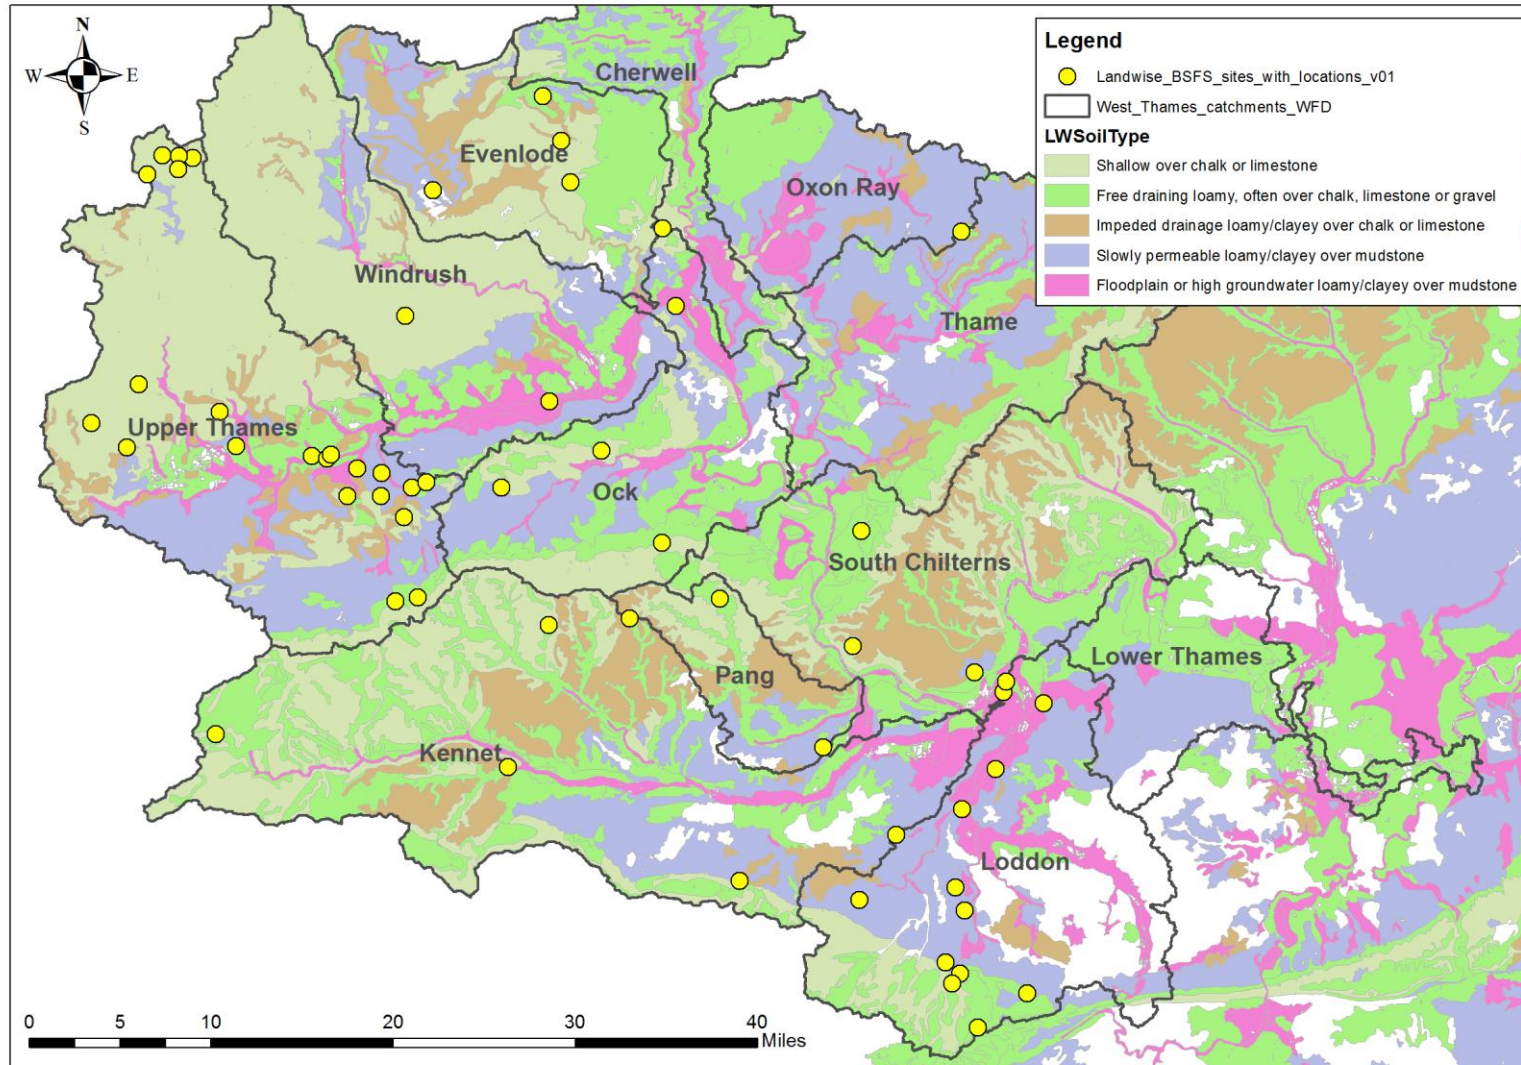 N
W E
S
Cherwell
Evenlode
Oxon Ray
Windrush
Thame
Upper Thames
Ock
South Chilterns
Lower Thames
Pang
Kennet
Loddon
Legend
Landwise_BSFS_sites_with_locations_v01
West_Thames_catchments_WFD
LWSoilType
Shallow over chalk or limestone
Free draining loamy, often over chalk, limestone or gravel
Impeded drainage loamy/clayey over chalk or limestone
Slowly permeable loamy/clayey over mudstone
Floodplain or high groundwater loamy/clayey over mudstone
0 5 10 20 30 40
Miles